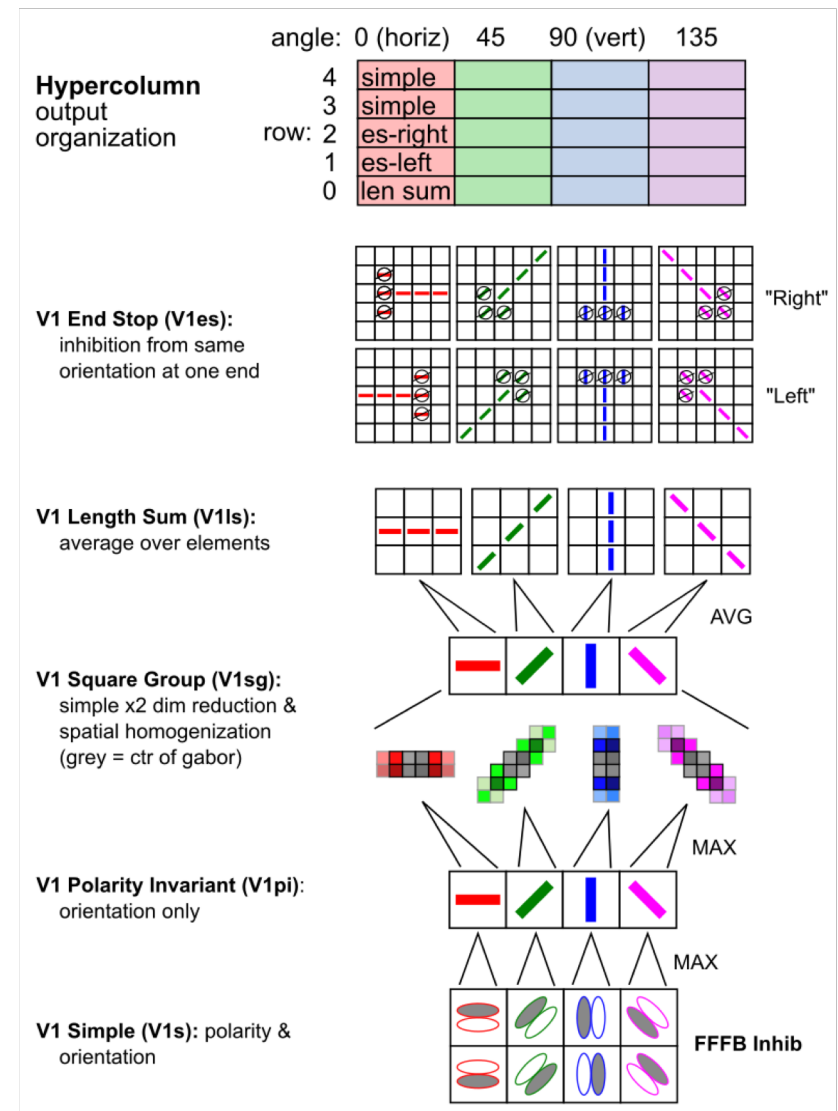 angle: 0 (horiz) 45 90 (vert) 135
Hypercolumn
output
organization
row:
4 simple
3 simple
2 es-right
1 es-left
0 len sum
V1 End Stop (V1es):
inhibition from same
orientation at one end
"Right"
"Left"
V1 Length Sum (V1ls):
average over elements
AVG
V1 Square Group (V1sg):
simple x2 dim reduction &
spatial homogenization
(grey = ctr of gabor)
MAX
V1 Polarity Invariant (V1pi):
orientation only
MAX
V1 Simple (V1s): polarity &
orientation
FFFB Inhib